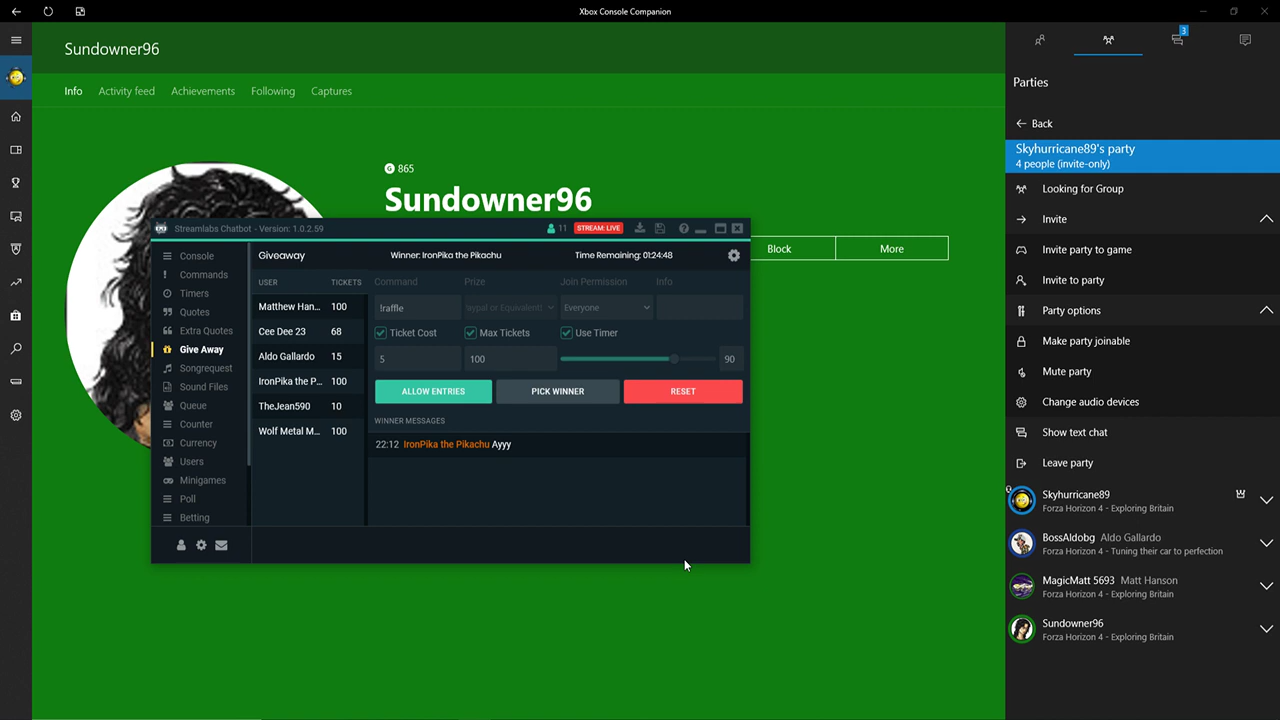 Xbox Console Companion
Sundowner96
Info Activity feed Achievements Following Captures
G 865
Sundowner96
Block More
Streamlabs Chatbot - Version: 1.0.2.59
11 STREAM: LIVE
Console
Commands
Timers
Quotes
Extra Quotes
Give Away
Songrequest
Sound Files
Queue
Counter
Currency
Users
Minigames
Poll
Betting
Giveaway Winner: IronPika the Pikachu Time Remaining: 01:24:48
USER TICKETS
Matthew Han... 100
Cee Dee 23 68
Aldo Gallardo 15
IronPika the P... 100
TheJean590 10
Wolf Metal M... 100
Command Prize Join Permission Info
!raffle aypal or Equivalent) Everyone
Ticket Cost Max Tickets Use Timer
5 100 90
ALLOW ENTRIES PICK WINNER RESET
WINNER MESSAGES
22:12 IronPika the Pikachu Ayyy
3
Parties
Back
Skyhurricane89's party
4 people (invite-only)
Looking for Group
Invite
Invite party to game
Invite to party
Party options
Make party joinable
Mute party
Change audio devices
Show text chat
Leave party
Skyhurricane89
Forza Horizon 4 - Exploring Britain
BossAldobg Aldo Gallardo
Forza Horizon 4 - Tuning their car to perfection
MagicMatt 5693 Matt Hanson
Forza Horizon 4 - Exploring Britain
Sundowner96
Forza Horizon 4 - Exploring Britain